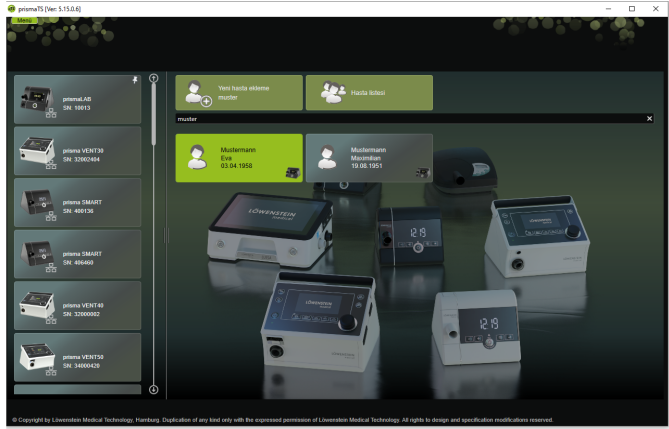 prismaTS [Ver: 5.15.0.6]
Menü
prismaLAB
SN: 10013
prisma VENT30
SN: 32002404
prisma SMART
SN: 400136
prisma SMART
SN: 406460
prisma VENT40
SN: 32000002
prisma VENT50
SN: 34000420
Yeni hasta ekleme
muster
Hasta listesi
muster
Mustermann
Eva
03.04.1958
Mustermann
Maximilian
19.08.1951
LÖWENSTEIN
12:19
LÖWENSTEIN
12:19
© Copyright by Löwenstein Medical Technology, Hamburg. Duplication of any kind only with the expressed permission of Löwenstein Medical Technology. All rights to design and specification modifications reserved.